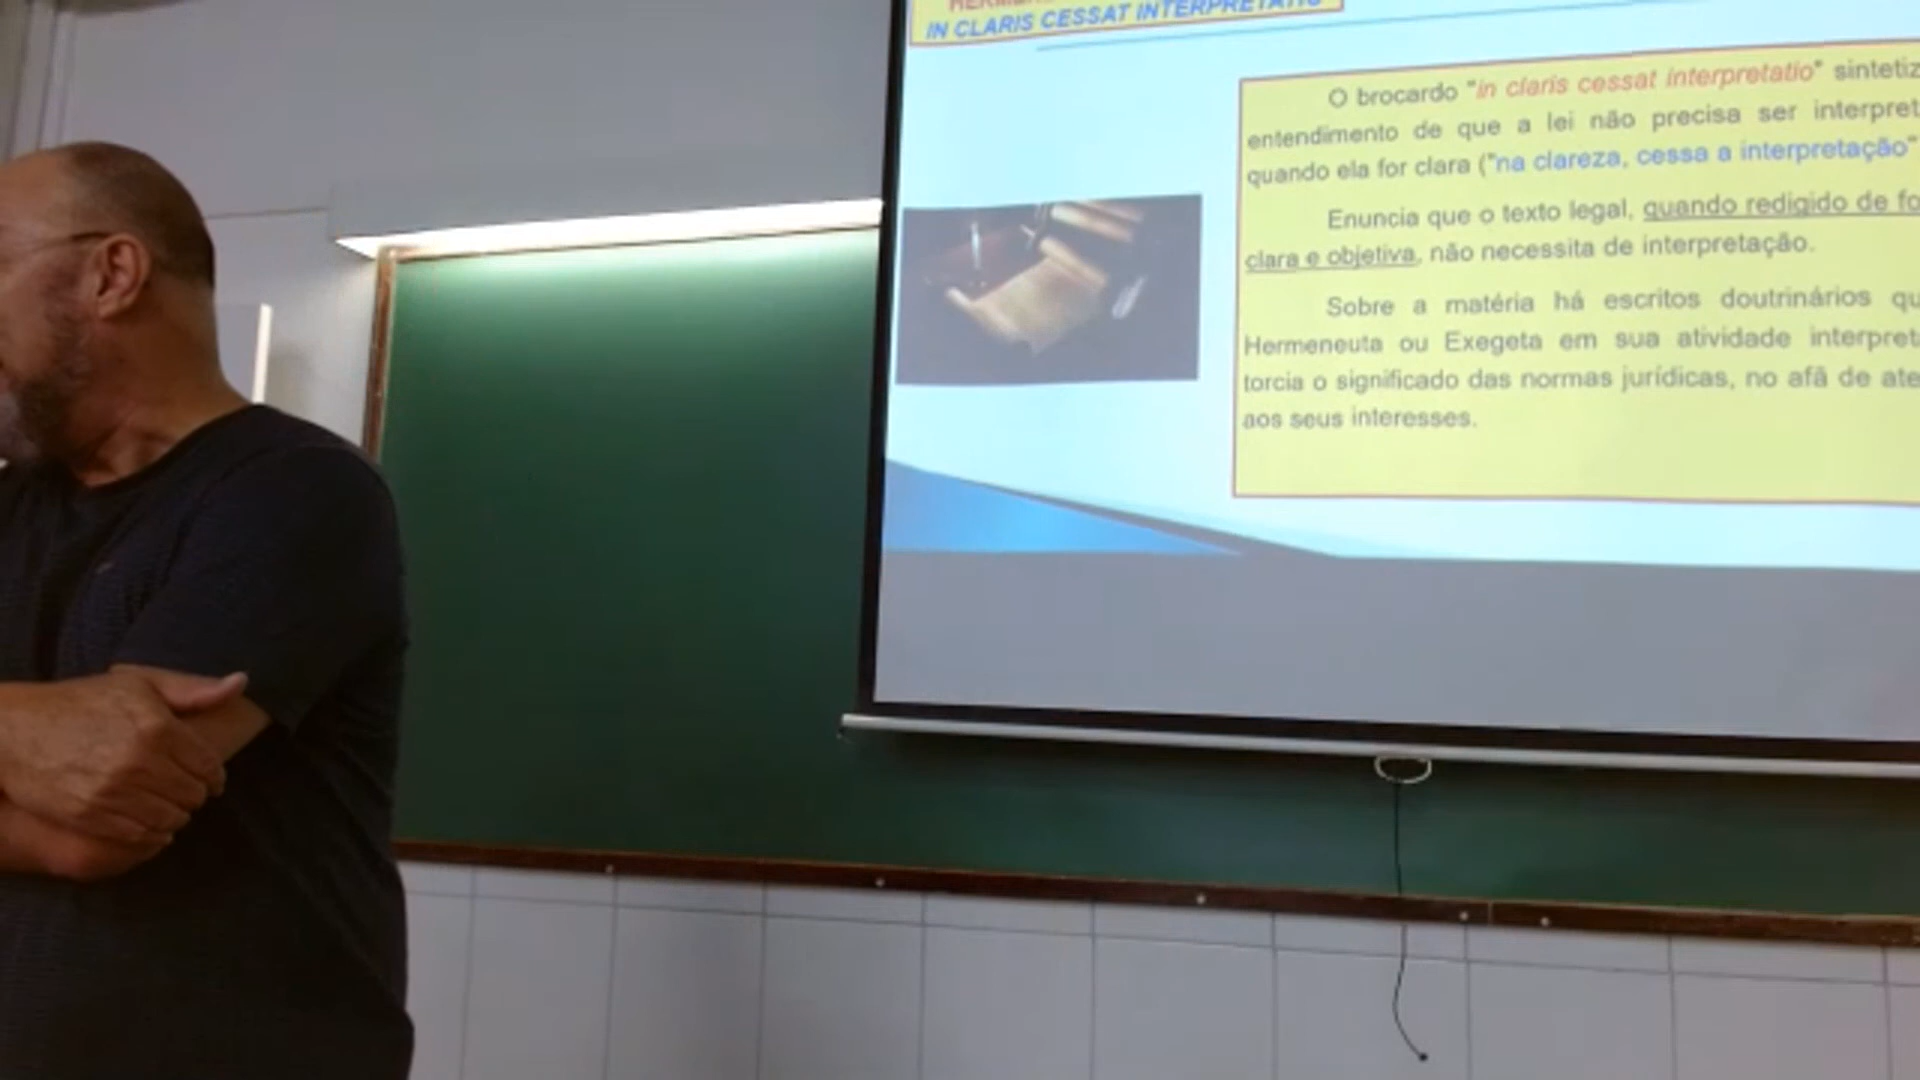 IN CLARIS CESSAT INTERPRETATIO
O brocardo "in claris cessat interpretatio" sintetiz
entendimento de que a lei não precisa ser interpret
quando ela for clara ("na clareza, cessa a interpretação"
Enuncia que o texto legal, quando redigido de fo
clara e objetiva, não necessita de interpretação.
Sobre a matéria há escritos doutrinários qu
Hermeneuta ou Exegeta em sua atividade interpret
torcia o significado das normas jurídicas, no afã de ate
aos seus interesses.